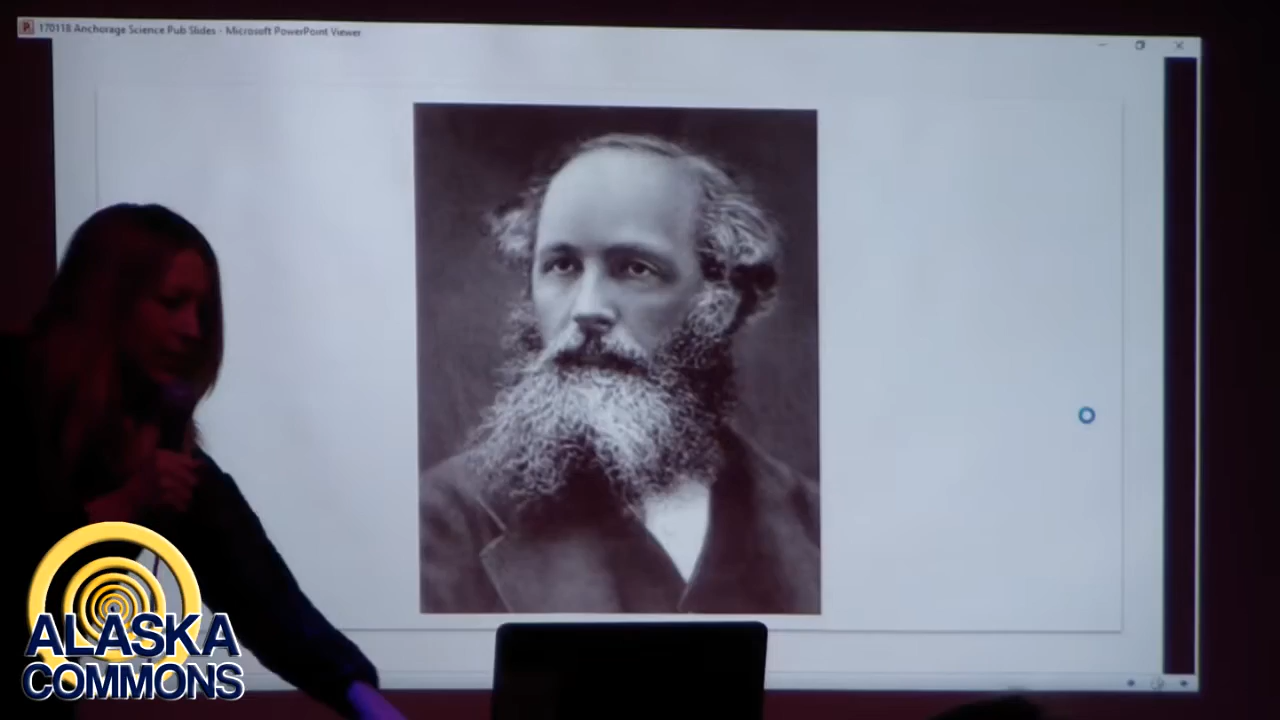 170118 Anchorage Science Pub Slides - Microsoft PowerPoint Viewer
ALASKA
COMMONS